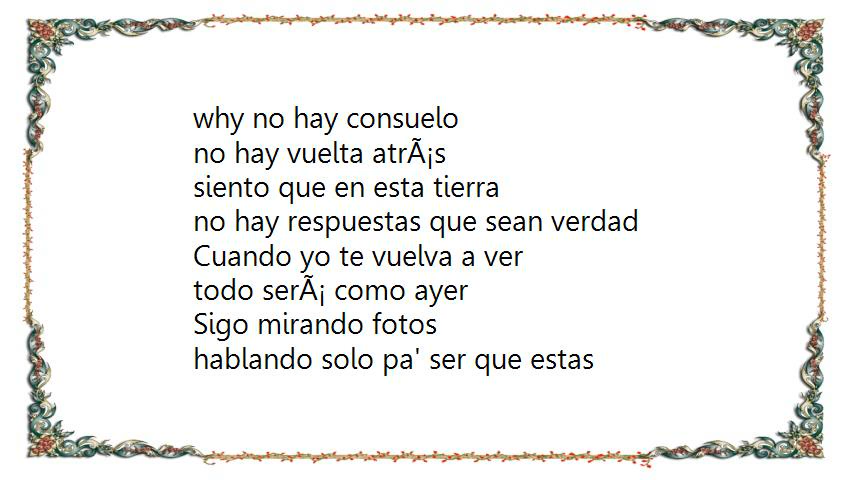 why no hay consuelo
no hay vuelta atrÃ¡s
siento que en esta tierra
no hay respuestas que sean verdad
Cuando yo te vuelva a ver
todo serÃ¡ como ayer
Sigo mirando fotos
hablando solo pa' ser que estas